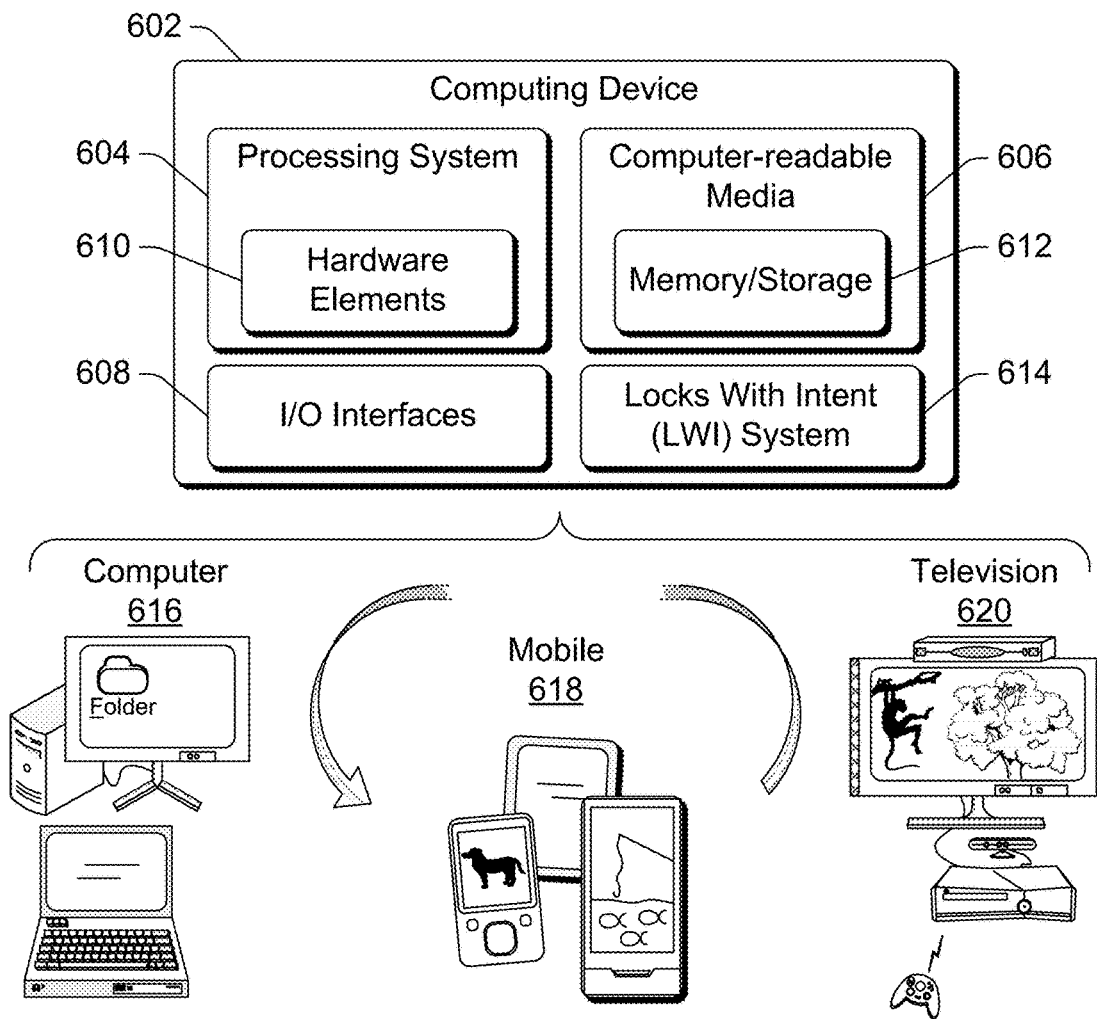 602
Computing Device
604
Processing System
Computer-readable
Media
606
610
Hardware
Elements
Memory/Storage
612
608
I/O Interfaces
Locks With Intent
(LWI) System
614
Computer
616
Television
620
Mobile
618
Folder